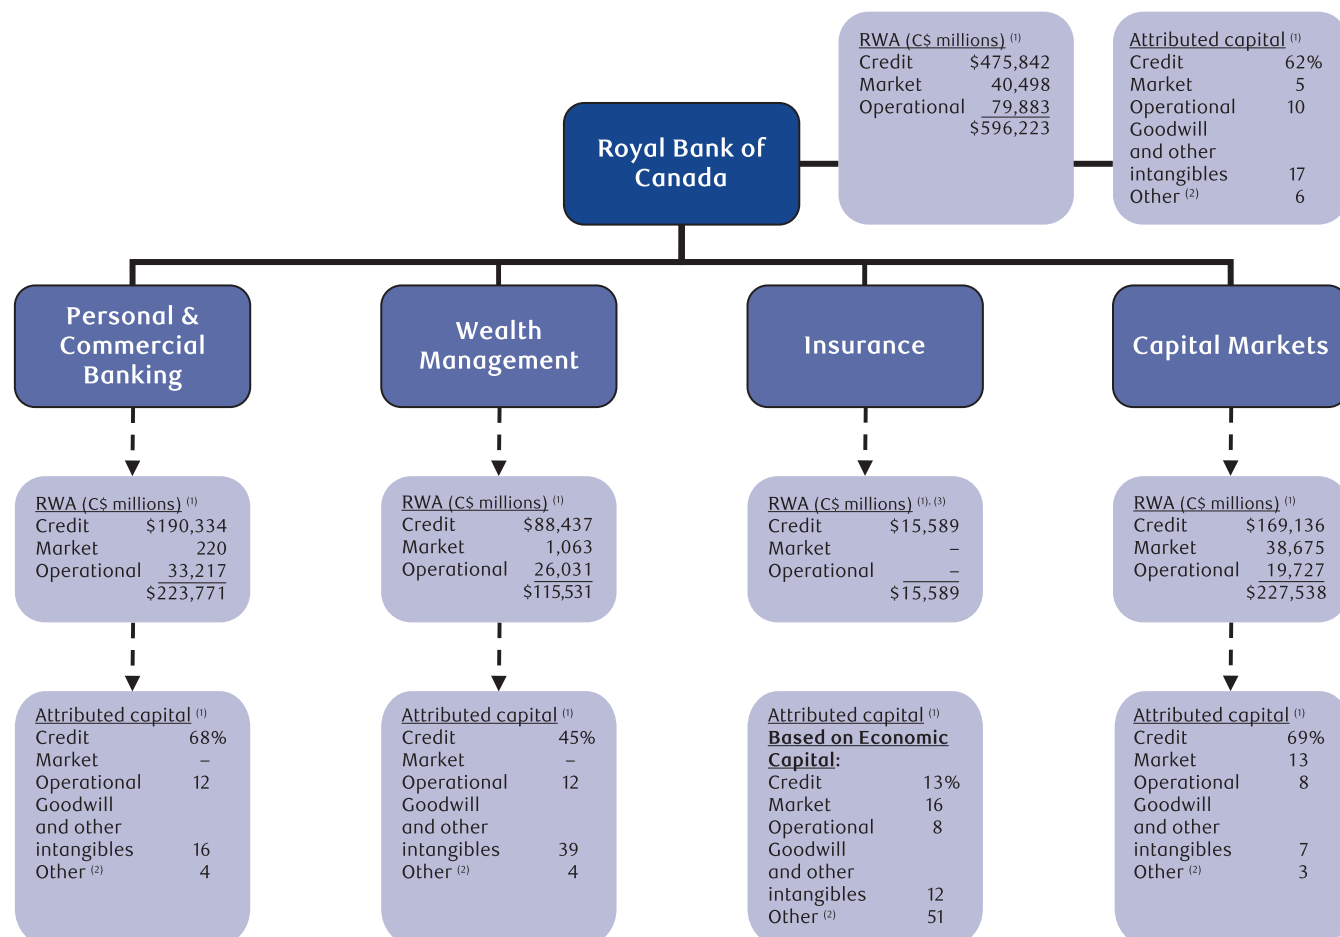 RWA (C$ millions) (1)
Credit $475,842
Market 40,498
Operational 79,883
$596,223
Attributed capital (1)
Credit 62%
Market 5
Operational 10
Goodwill
and other
intangibles 17
Other (2) 6
Royal Bank of
Canada
Personal &
Commercial
Banking
Wealth
Management
Insurance
Capital Markets
RWA (C$ millions) (1)
Credit $190,334
Market 220
Operational 33,217
$223,771
RWA (C$ millions) (1)
Credit $88,437
Market 1,063
Operational 26,031
$115,531
RWA (C$ millions) (1), (3)
Credit $15,589
Market –
Operational –
$15,589
RWA (C$ millions) (1)
Credit $169,136
Market 38,675
Operational 19,727
$227,538
Attributed capital (1)
Credit 68%
Market –
Operational 12
Goodwill
and other
intangibles 16
Other (2) 4
Attributed capital (1)
Credit 45%
Market –
Operational 12
Goodwill
and other
intangibles 39
Other (2) 4
Attributed capital (1)
Based on Economic
Capital:
Credit 13%
Market 16
Operational 8
Goodwill
and other
intangibles 12
Other (2) 51
Attributed capital (1)
Credit 69%
Market 13
Operational 8
Goodwill
and other
intangibles 7
Other (2) 3